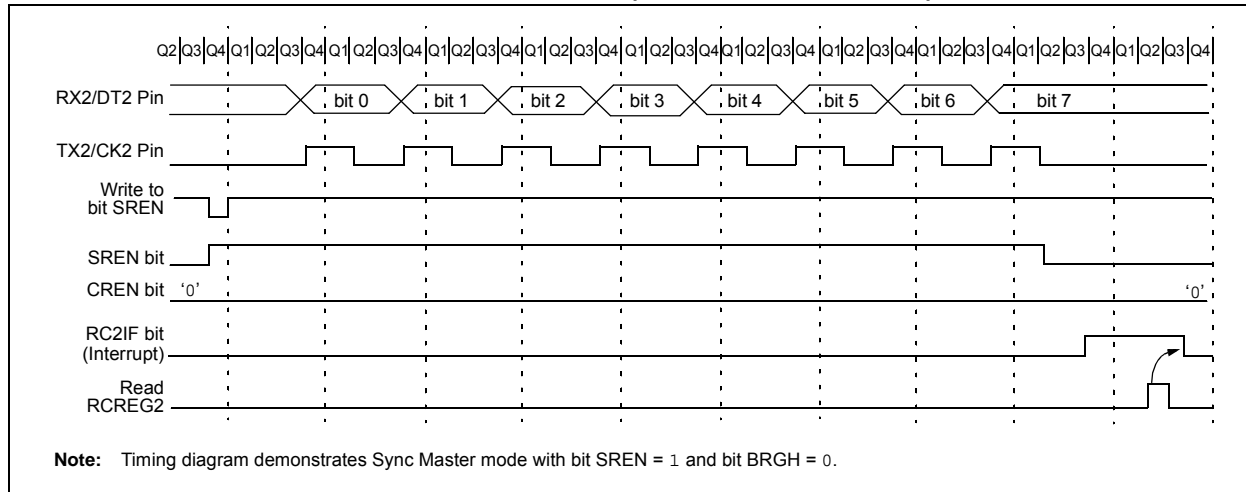 Q2 Q3 Q4 Q1 Q2 Q3 Q4 Q1 Q2 Q3 Q4 Q1 Q2 Q3 Q4 Q1 Q2 Q3 Q4 Q1 Q2 Q3 Q4 Q1 Q2 Q3 Q4 Q1 Q2 Q3 Q4 Q1 Q2 Q3 Q4 Q1 Q2 Q3 Q4 Q1 Q2 Q3 Q4
RX2/DT2 Pin bit 0 bit 1 bit 2 bit 3 bit 4 bit 5 bit 6 bit 7
TX2/CK2 Pin
Write to
bit SREN
SREN bit
CREN bit ‘0’ ‘0’
RC2IF bit
(Interrupt)
Read
RCREG2
Note: Timing diagram demonstrates Sync Master mode with bit SREN = 1 and bit BRGH = 0.